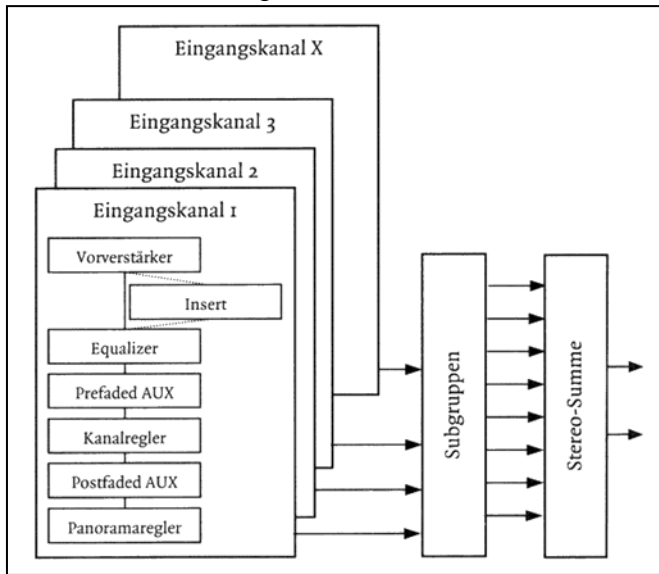 Eingangskanal X
Eingangskanal 3
Eingangskanal 2
Eingangskanal 1
Vorverstärker
Insert
Equalizer
Prefaded AUX
Kanalregler
Postfaded AUX
Panoramaregler
Subgruppen
Stereo-Summe